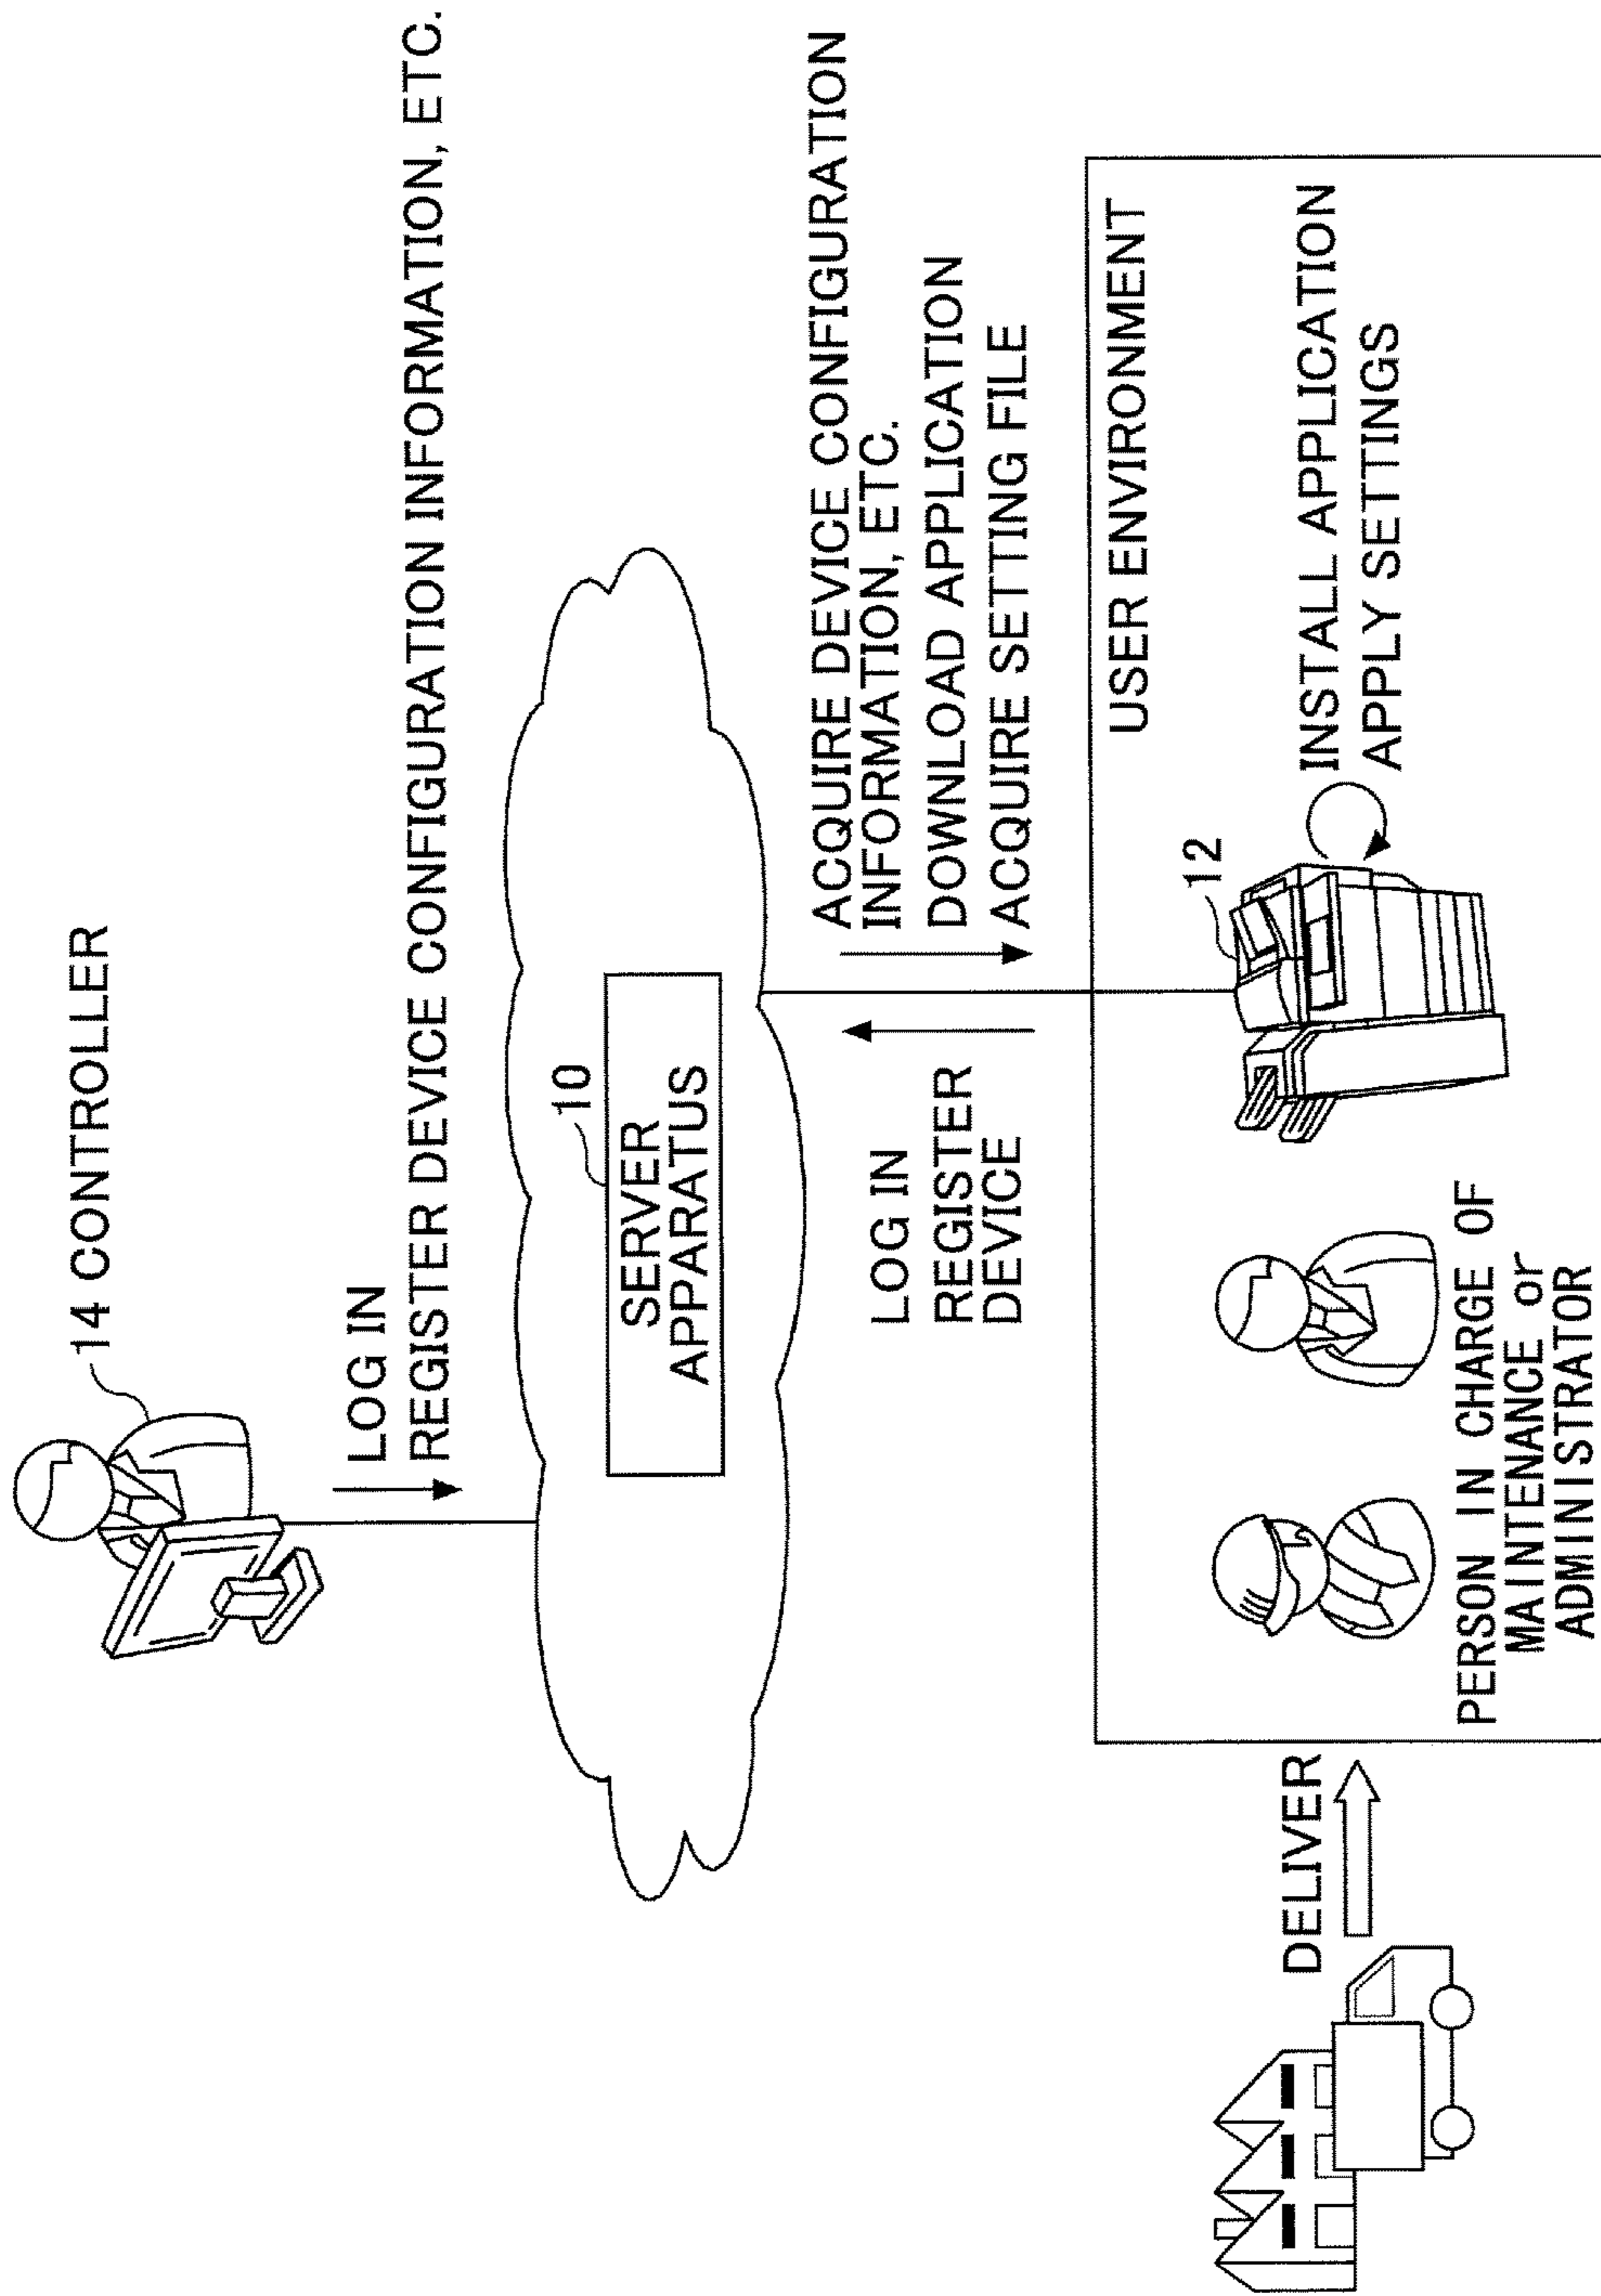 14 CONTROLLER
LOG IN
REGISTER DEVICE CONFIGURATION INFORMATION, ETC.
10
SERVER
APPARATUS
LOG IN
REGISTER
DEVICE
ACQUIRE DEVICE CONFIGURATION
INFORMATION, ETC.
DOWNLOAD APPLICATION
ACQUIRE SETTING FILE
USER ENVIRONMENT
12
INSTALL APPLICATION
APPLY SETTINGS
DELIVER
PERSON IN CHARGE OF
MAINTENANCE or
ADMINISTRATOR